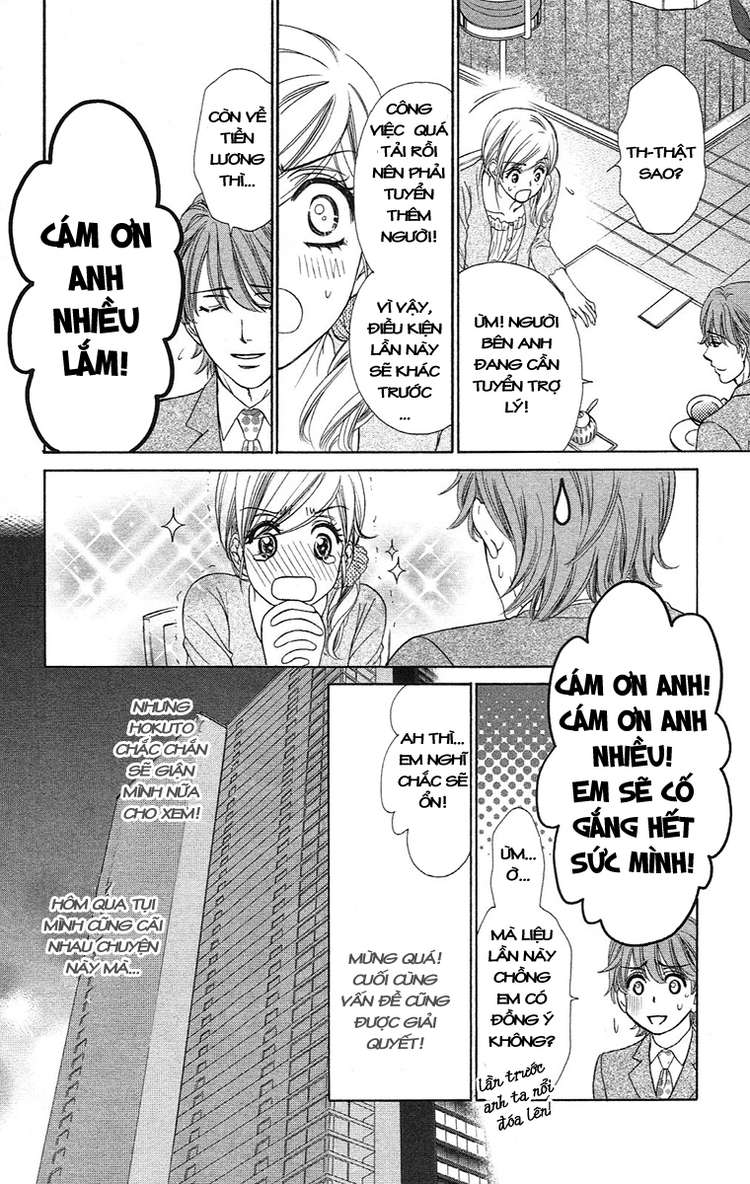 TH-THẬT
SAO?
ỪM! NGƯỜI
BÊN ANH
ĐANG CẦN
TUYỂN TRỢ
LÝ!
CÔNG
VIỆC QUÁ
TẢI RỒI
NÊN PHẢI
TUYỂN
THÊM
NGƯỜI!
VÌ VẬY,
ĐIỀU KIỆN
LẦN NÀY
SẼ KHÁC
TRƯỚC
...
CÒN VỀ
TIỀN
LƯƠNG
THÌ...
CÁM ƠN
ANH
NHIỀU
LẮM!
CÁM ƠN ANH!
CÁM ƠN ANH
NHIỀU!
EM SẼ CỐ
GẮNG HẾT
SỨC MÌNH!
ỪM...
Ờ...
MÀ LIỆU
LẦN NÀY
CHỒNG
EM CÓ
ĐỒNG Ý
KHÔNG?
lần trước
anh ta nổi
đóa lên!
AH THÌ...
EM NGHĨ
CHẮC SẼ
ỔN!
MỪNG QUÁ!
CUỐI CÙNG
VẤN ĐỀ CŨNG
ĐƯỢC GIẢI
QUYẾT!
NHƯNG
HOKUTO
CHẮC CHẮN
SẼ GIẬN
MÌNH NỮA
CHO XEM!
HÔM QUA TỤI
MÌNH CŨNG CÃI
NHAU CHUYỆN
NÀY MÀ...